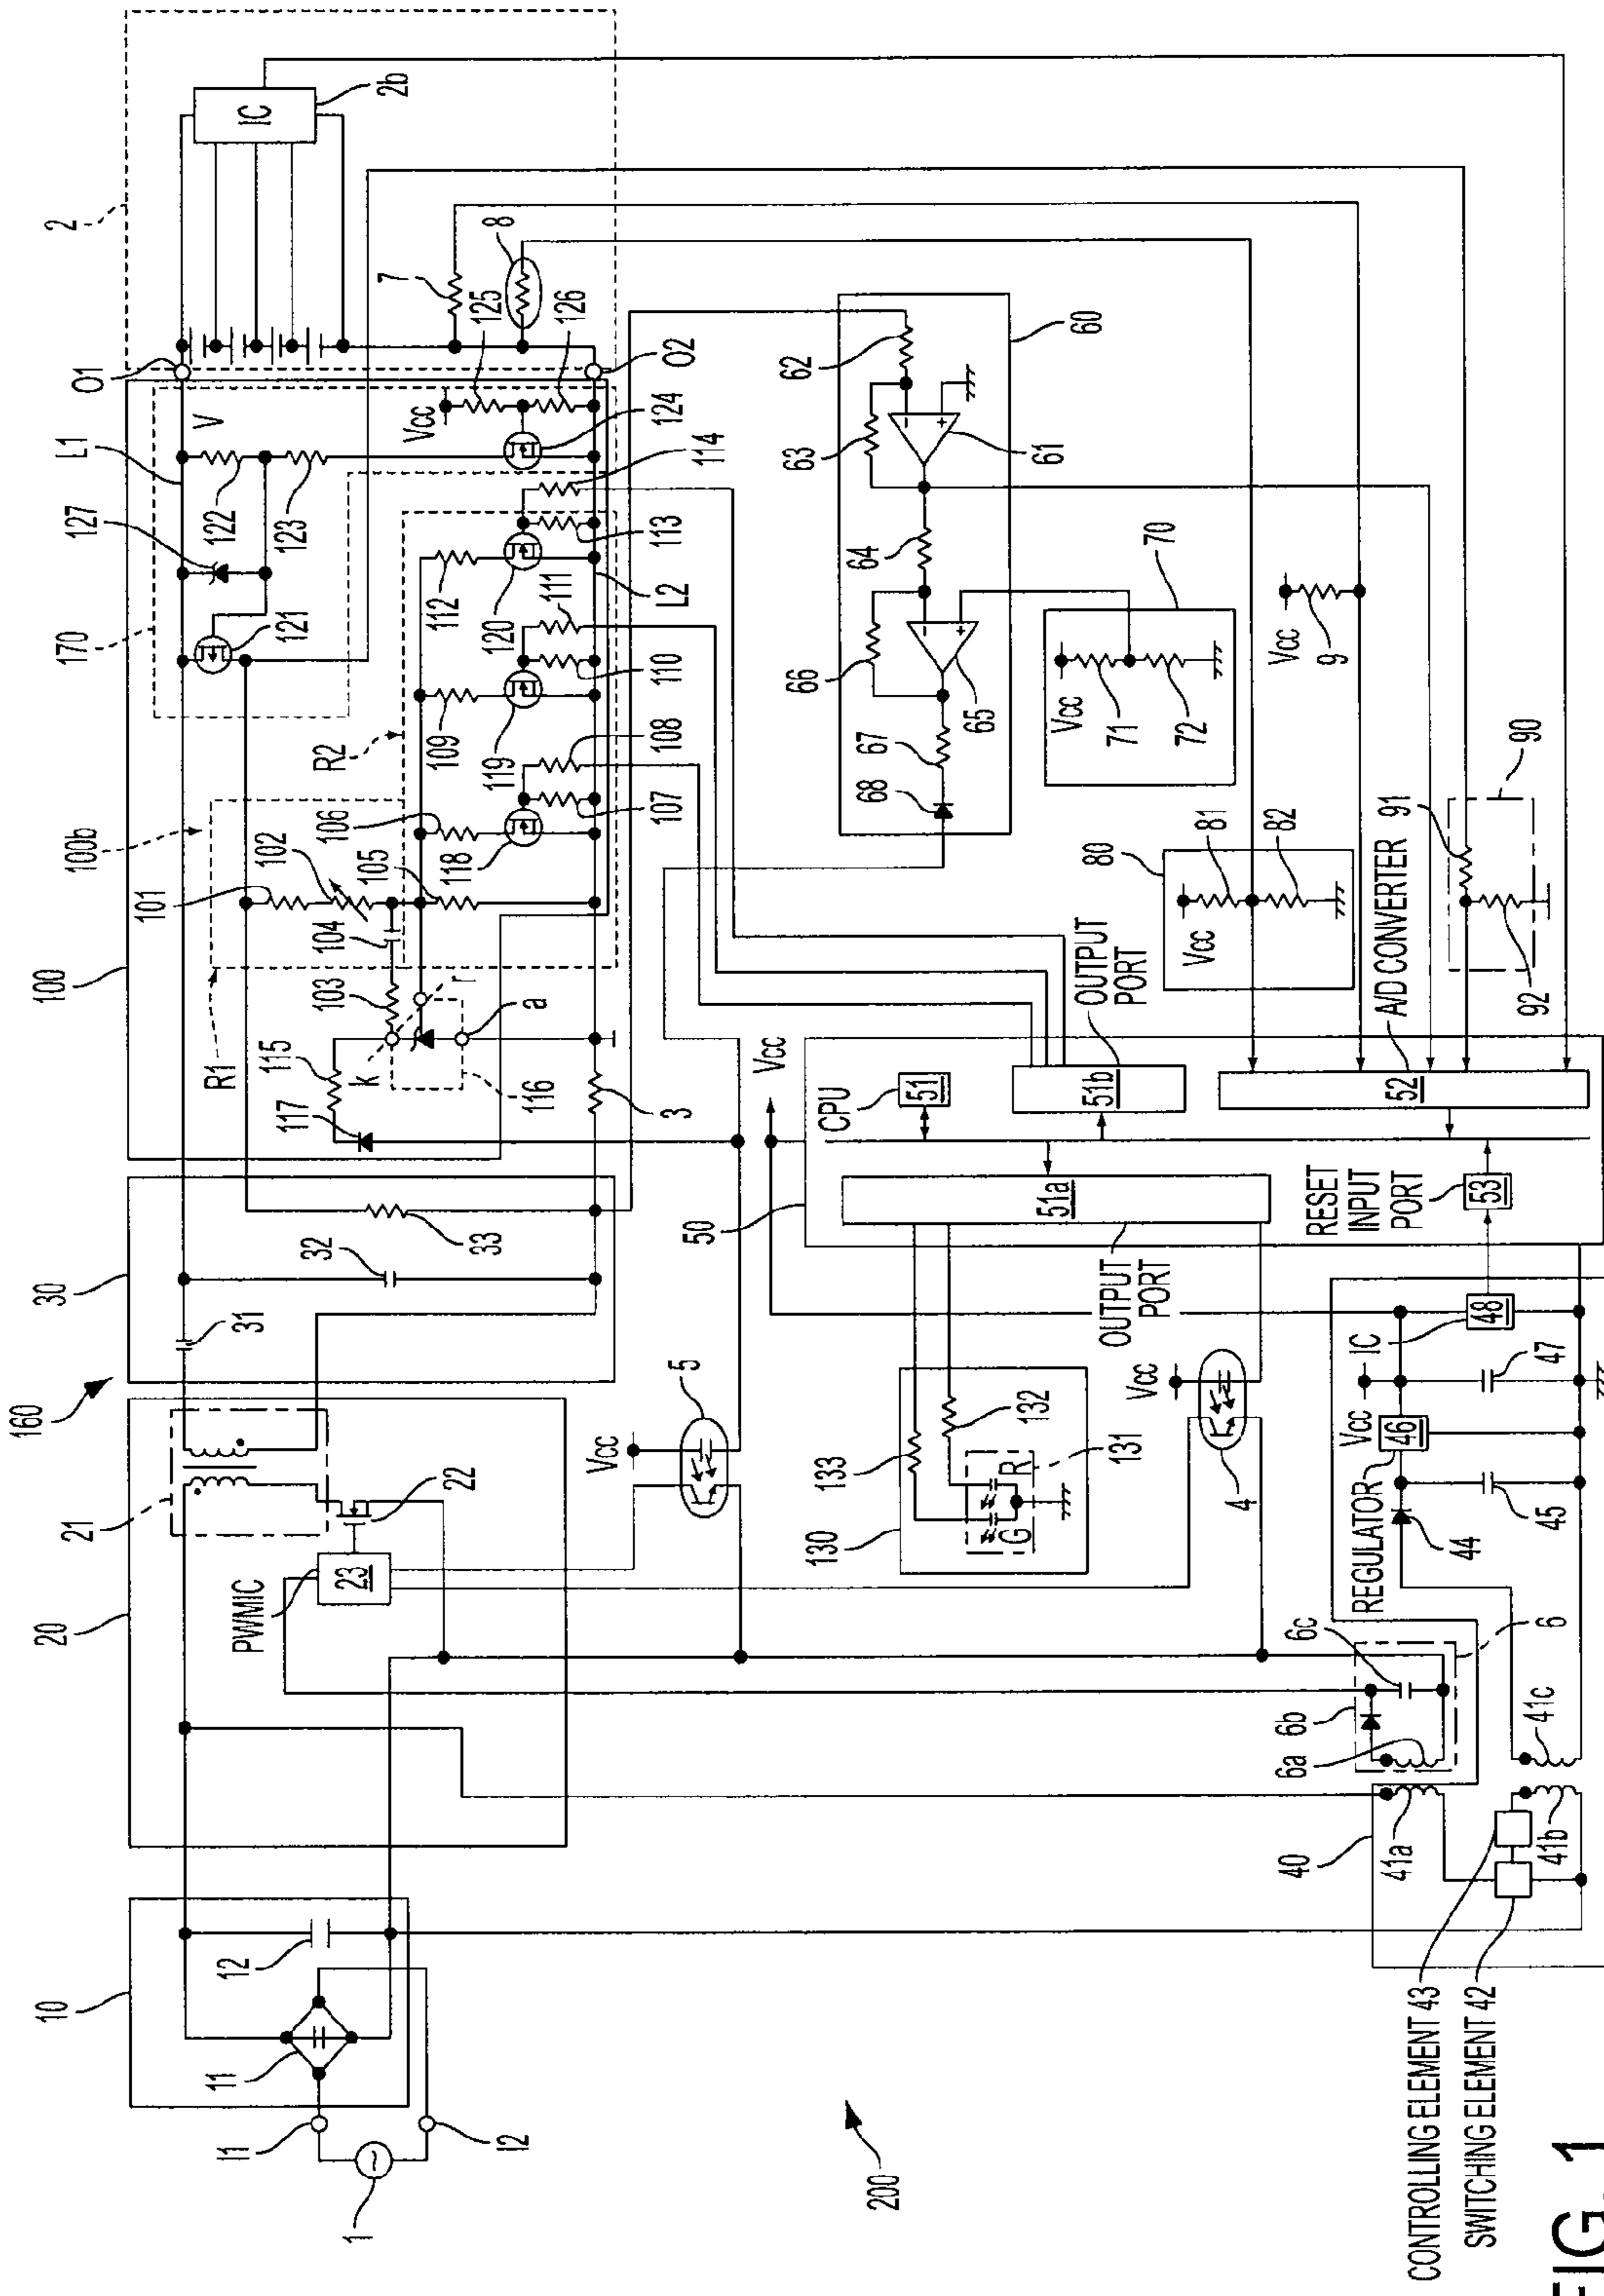 FIG. 1
200
160
1
I1
I2
10
11
12
20
21
22
PWMIC
23
30
31
32
33
100
R1
100b
101
102
103
104
105
106
115
117
k
r
a
116
3
R2
118
107
108
109
119
110
111
112
120
113
114
L2
170
121
127
L1
122
123
V
Vcc
124
125
126
O1
O2
2
IC
2b
7
8
5
Vcc
130
G
R
131
132
133
4
Vcc
50
OUTPUT
PORT
51a
CPU
51
OUTPUT
PORT
51b
A/D CONVERTER
52
RESET
INPUT
PORT
53
Vcc
60
61
62
63
64
65
66
67
68
70
Vcc
71
72
80
Vcc
81
82
Vcc
9
90
91
92
40
41a
41b
41c
6
6a
6b
6c
REGULATOR
44
45
46
Vcc
47
IC
48
CONTROLLING ELEMENT 43
SWITCHING ELEMENT 42